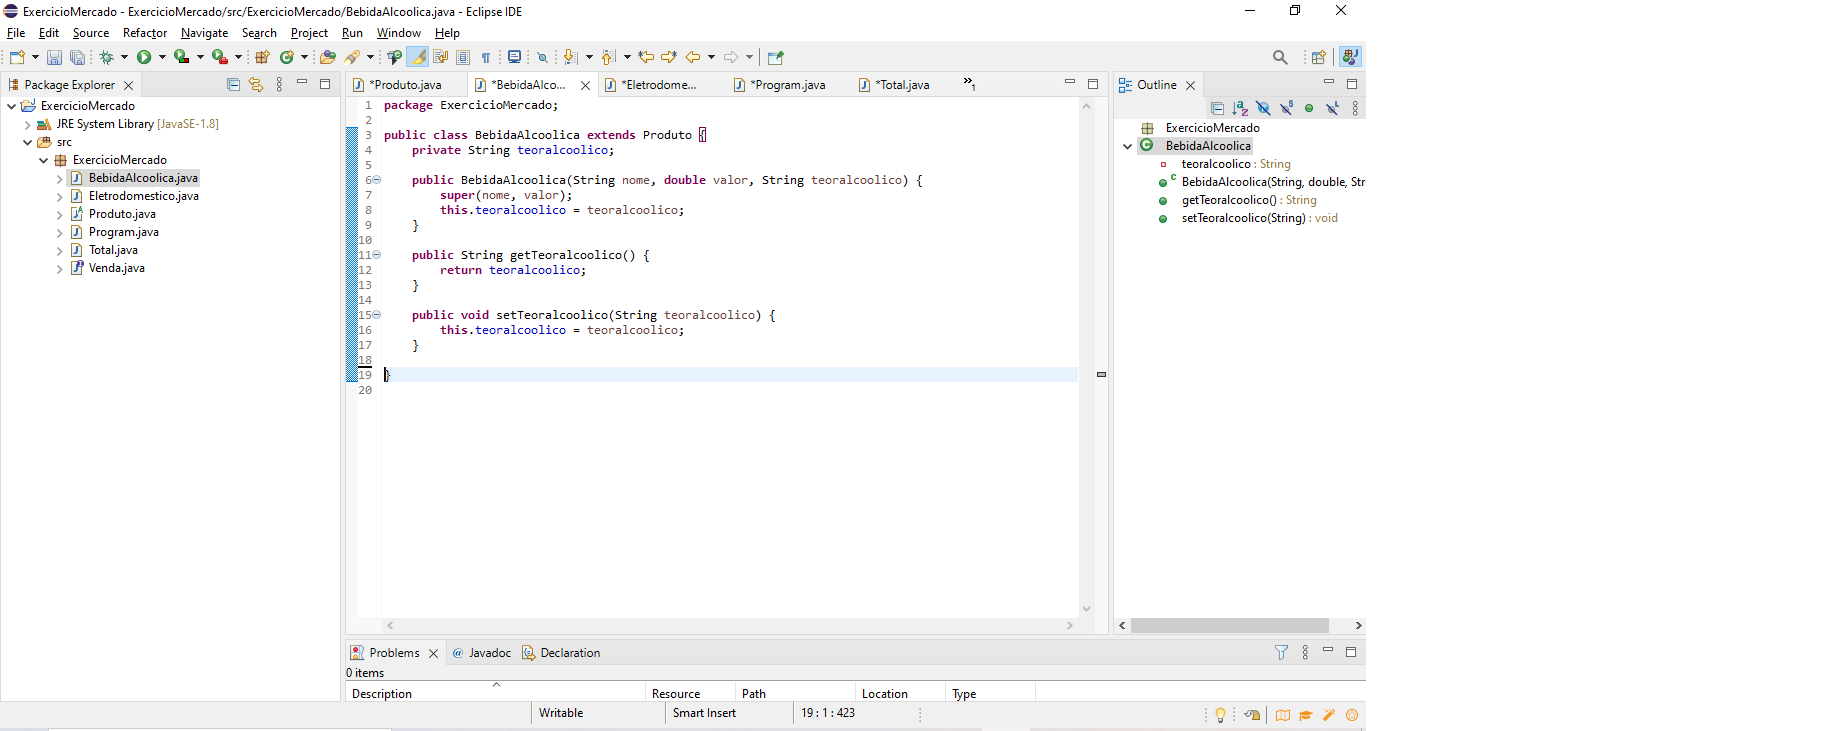 ExercicioMercado - ExercicioMercado/src/ExercicioMercado/BebidaAlcoolica.java - Eclipse IDE
File Edit Source Refactor Navigate Search Project Run Window Help
Package Explorer
ExercicioMercado
JRE System Library [JavaSE-1.8]
src
ExercicioMercado
BebidaAlcoolica.java
Eletrodomestico.java
Produto.java
Program.java
Total.java
Venda.java
*Produto.java *BebidaAlco... *Eletrodome... *Program.java *Total.java »1
1 package ExercicioMercado;
2
3 public class BebidaAlcoolica extends Produto {
4 private String teoralcoolico;
5
6 public BebidaAlcoolica(String nome, double valor, String teoralcoolico) {
7 super(nome, valor);
8 this.teoralcoolico = teoralcoolico;
9 }
10
11 public String getTeoralcoolico() {
12 return teoralcoolico;
13 }
14
15 public void setTeoralcoolico(String teoralcoolico) {
16 this.teoralcoolico = teoralcoolico;
17 }
18
19 }
20
Outline
ExercicioMercado
BebidaAlcoolica
teoralcoolico : String
BebidaAlcoolica(String, double, Str
getTeoralcoolico() : String
setTeoralcoolico(String) : void
Problems @ Javadoc Declaration
0 items
Description Resource Path Location Type
Writable Smart Insert 19 : 1 : 423